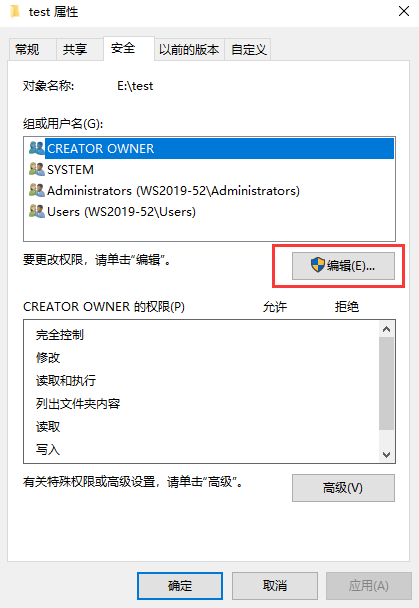 test 属性
常规 共享 安全 以前的版本 自定义
对象名称: E:\test
组或用户名(G):
CREATOR OWNER
SYSTEM
Administrators (WS2019-52\Administrators)
Users (WS2019-52\Users)
要更改权限，请单击“编辑”。
编辑(E)...
CREATOR OWNER 的权限(P) 允许 拒绝
完全控制
修改
读取和执行
列出文件夹内容
读取
写入
有关特殊权限或高级设置，请单击“高级”。
高级(V)
确定 取消 应用(A)